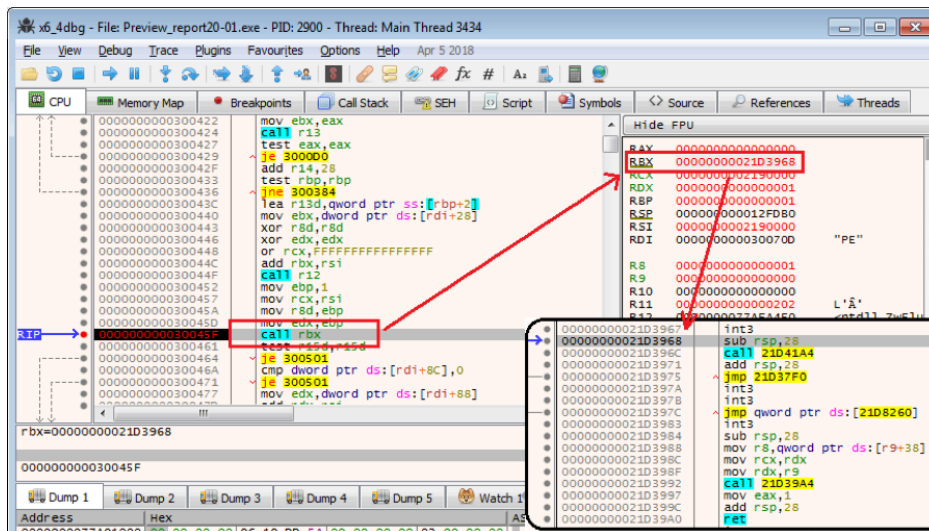 x6_4dbg - File: Preview_report20-01.exe - PID: 2900 - Thread: Main Thread 3434
File View Debug Trace Plugins Favourites Options Help Apr 5 2018
CPU Memory Map Breakpoints Call Stack SEH Script Symbols Source References Threads
0000000000300422 mov ebx,eax
0000000000300424 call r13
0000000000300427 test eax,eax
0000000000300429 je 3000D0
000000000030042F add r14,28
0000000000300433 test rbp,rbp
0000000000300436 jne 300384
000000000030043C lea r13d,qword ptr ss:[rbp+2]
0000000000300440 mov ebx,dword ptr ds:[rdi+28]
0000000000300443 xor r8d,r8d
0000000000300446 xor edx,edx
0000000000300448 or rcx,FFFFFFFFFFFFFFFF
000000000030044C add rbx,rsi
000000000030044F call r12
0000000000300452 mov ebp,1
0000000000300457 mov rcx,rsi
000000000030045A mov r8d,ebp
000000000030045D mov edx,ebp
RIP 000000000030045F call rbx
0000000000300461 test r15d,r15d
0000000000300464 je 300501
000000000030046A cmp dword ptr ds:[rdi+8C],0
0000000000300471 je 300501
0000000000300477 mov edx,dword ptr ds:[rdi+88]
Hide FPU
RAX 0000000000000000
RBX 00000000021D3968
RCX 0000000002190000
RDX 0000000000000001
RBP 0000000000000001
RSP 000000000012FDB0
RSI 0000000002190000
RDI 000000000030070D "PE"
R8 0000000000000001
R9 0000000000000000
R10 0000000000000000
R11 0000000000000202 L'Ȃ'
00000000021D3967 int3
00000000021D3968 sub rsp,28
00000000021D396C call 21D41A4
00000000021D3971 add rsp,28
00000000021D3975 jmp 21D37F0
00000000021D397A int3
00000000021D397B int3
00000000021D397C jmp qword ptr ds:[21D8260]
00000000021D3983 int3
00000000021D3984 sub rsp,28
00000000021D3988 mov r8,qword ptr ds:[r9+38]
00000000021D398C mov rcx,rdx
00000000021D398F mov rdx,r9
00000000021D3992 call 21D39A4
00000000021D3997 mov eax,1
00000000021D399C add rsp,28
00000000021D39A0 ret
rbx=00000000021D3968
000000000030045F
Dump 1 Dump 2 Dump 3 Dump 4 Dump 5 Watch 1
Address Hex